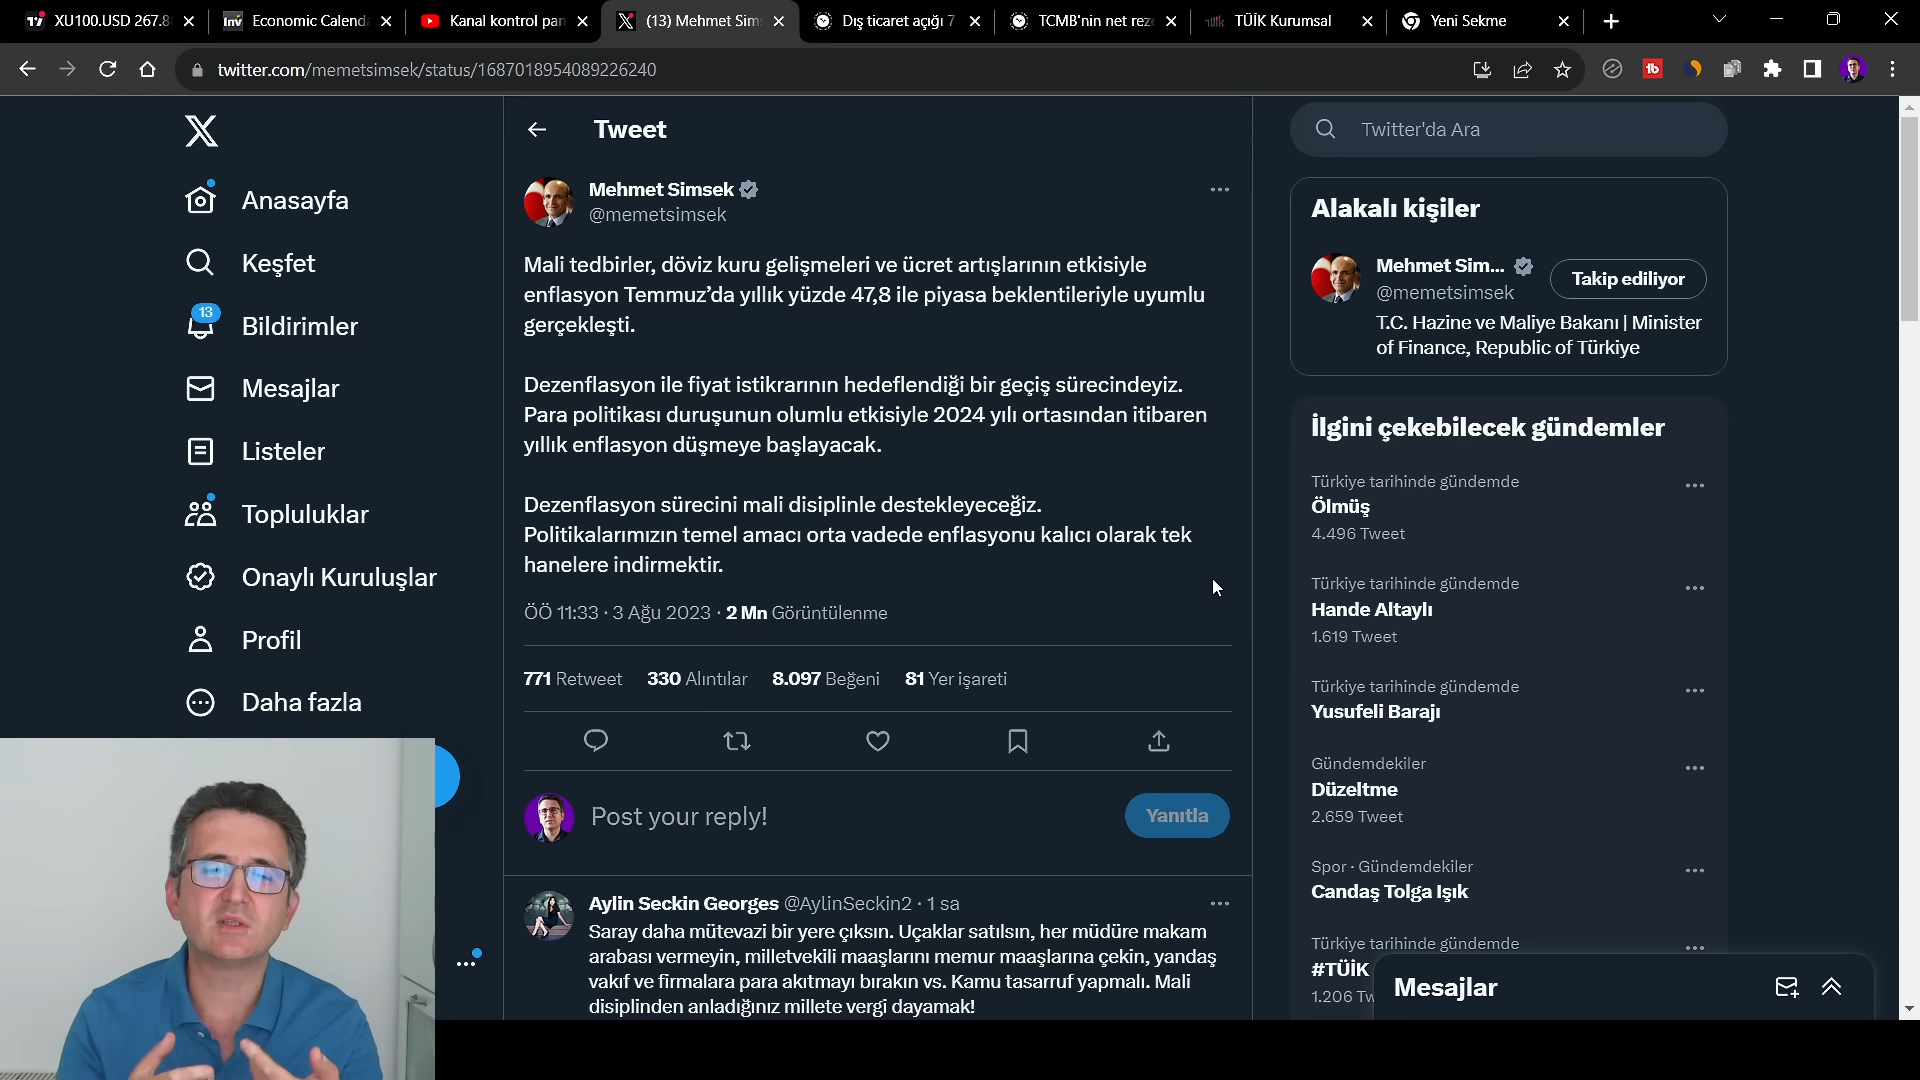 XU100.USD 267.8
Economic Calend
Kanal kontrol pan
(13) Mehmet Sim
Dış ticaret açığı 7
TCMB'nin net reze
TÜİK Kurumsal
Yeni Sekme
twitter.com/memetsimsek/status/1687018954089226240
Anasayfa
Keşfet
13
Bildirimler
Mesajlar
Listeler
Topluluklar
Onaylı Kuruluşlar
Profil
Daha fazla
Tweet
Mehmet Simsek
@memetsimsek
Mali tedbirler, döviz kuru gelişmeleri ve ücret artışlarının etkisiyle
enflasyon Temmuz’da yıllık yüzde 47,8 ile piyasa beklentileriyle uyumlu
gerçekleşti.
Dezenflasyon ile fiyat istikrarının hedeflendiği bir geçiş sürecindeyiz.
Para politikası duruşunun olumlu etkisiyle 2024 yılı ortasından itibaren
yıllık enflasyon düşmeye başlayacak.
Dezenflasyon sürecini mali disiplinle destekleyeceğiz.
Politikalarımızın temel amacı orta vadede enflasyonu kalıcı olarak tek
hanelere indirmektir.
ÖÖ 11:33 · 3 Ağu 2023 · 2 Mn Görüntülenme
771 Retweet 330 Alıntılar 8.097 Beğeni 81 Yer işareti
Post your reply!
Yanıtla
Aylin Seckin Georges @AylinSeckin2 · 1 sa
Saray daha mütevazi bir yere çıksın. Uçaklar satılsın, her müdüre makam
arabası vermeyin, milletvekili maaşlarını memur maaşlarına çekin, yandaş
vakıf ve firmalara para akıtmayı bırakın vs. Kamu tasarruf yapmalı. Mali
disiplinden anladığınız millete vergi dayamak!
Twitter'da Ara
Alakalı kişiler
Mehmet Sim...
@memetsimsek
Takip ediliyor
T.C. Hazine ve Maliye Bakanı | Minister
of Finance, Republic of Türkiye
İlgini çekebilecek gündemler
Türkiye tarihinde gündemde
Ölmüş
4.496 Tweet
Türkiye tarihinde gündemde
Hande Altaylı
1.619 Tweet
Türkiye tarihinde gündemde
Yusufeli Barajı
Gündemdekiler
Düzeltme
2.659 Tweet
Spor · Gündemdekiler
Candaş Tolga Işık
Türkiye tarihinde gündemde
#TÜİK
1.206 Tw
Mesajlar